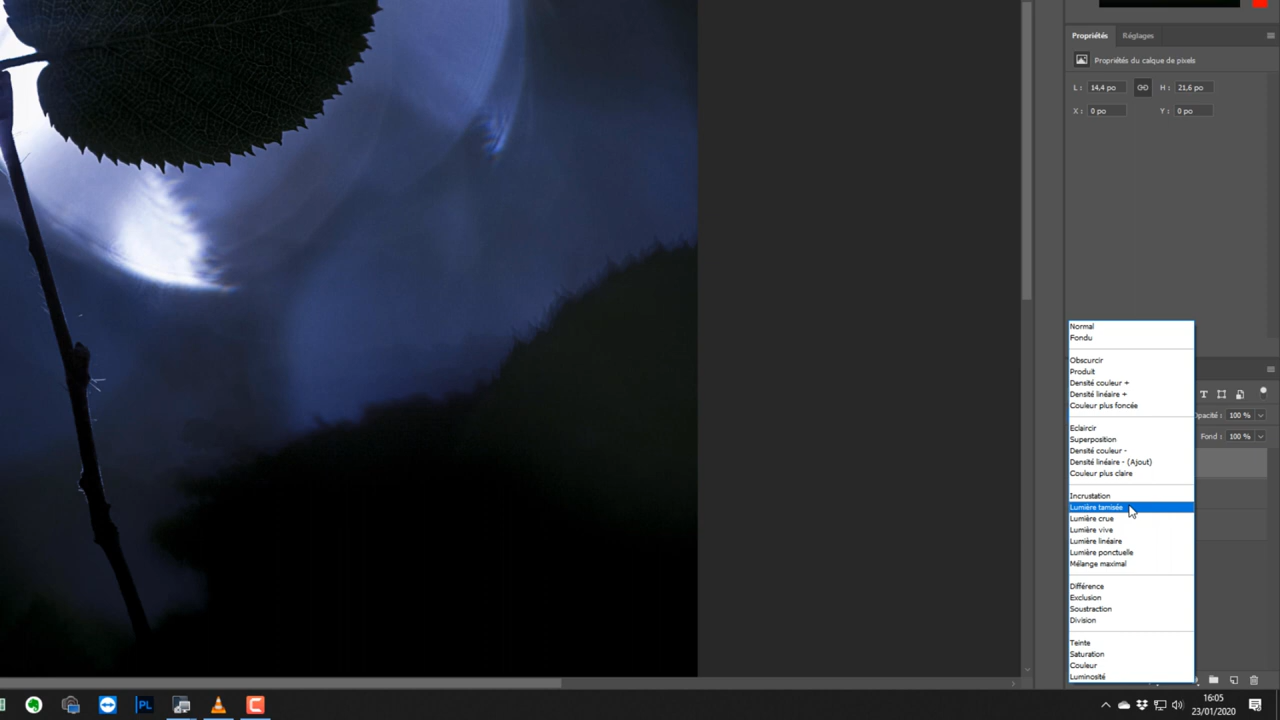 Propriétés Réglages
Propriétés du calque de pixels
L : 14,4 po H : 21,6 po
X : 0 po Y : 0 po
Normal
Fondu
Obscurcir
Produit
Densité couleur +
Densité linéaire +
T
Couleur plus foncée
Opacité : 100 %
Eclaircir
Fond : 100 %
Superposition
Densité couleur -
Densité linéaire - (Ajout)
Couleur plus claire
Incrustation
Lumière tamisée
Lumière crue
Lumière vive
Lumière linéaire
Lumière ponctuelle
Mélange maximal
Différence
Exclusion
Soustraction
Division
Teinte
Saturation
Couleur
Luminosité
PL
16:05
23/01/2020